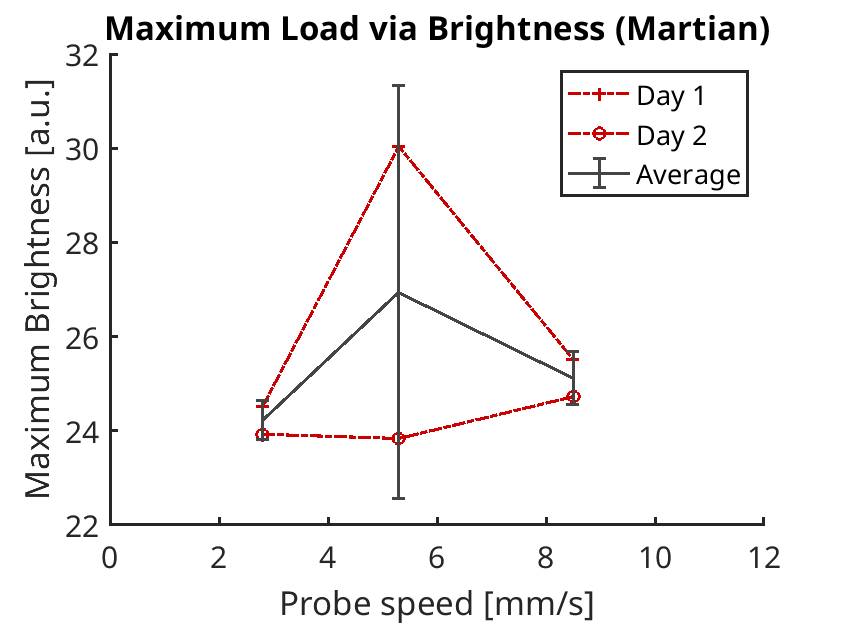 Maximum Load via Brightness (Martian)
Maximum Brightness [a.u.]
32
30
28
26
24
22
0 2 4 6 8 10 12
Probe speed [mm/s]
Day 1
Day 2
Average